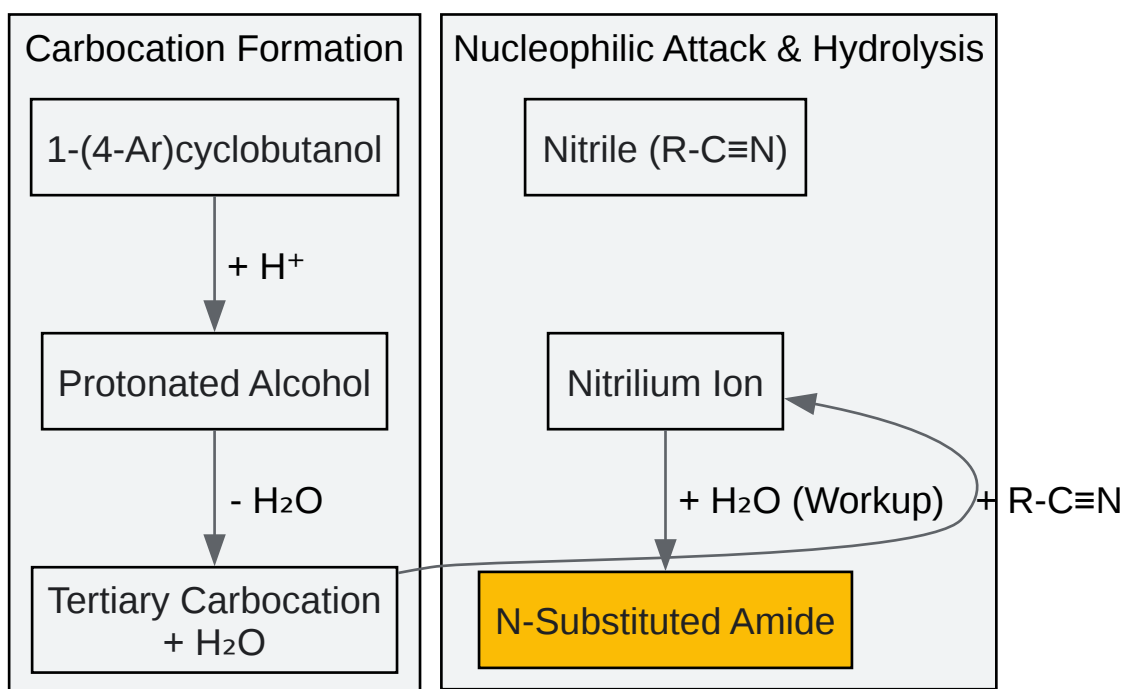 Carbocation Formation
1-(4-Ar)cyclobutanol
+ H⁺
Protonated Alcohol
- H₂O
Tertiary Carbocation
+ H₂O
Nucleophilic Attack & Hydrolysis
Nitrile (R-C≡N)
Nitrilium Ion
+ H₂O (Workup)
+ R-C≡N
N-Substituted Amide